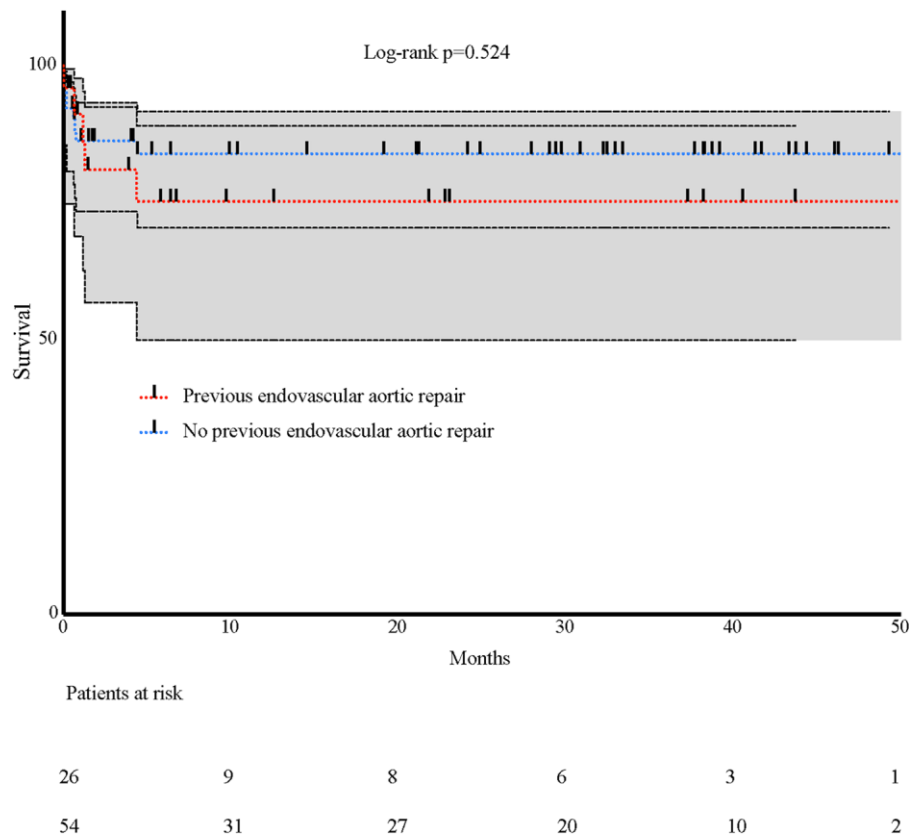 Log-rank p=0.524
100
50
0
Survival
Previous endovascular aortic repair
No previous endovascular aortic repair
0 10 20 30 40 50
Months
Patients at risk
26 9 8 6 3 1
54 31 27 20 10 2